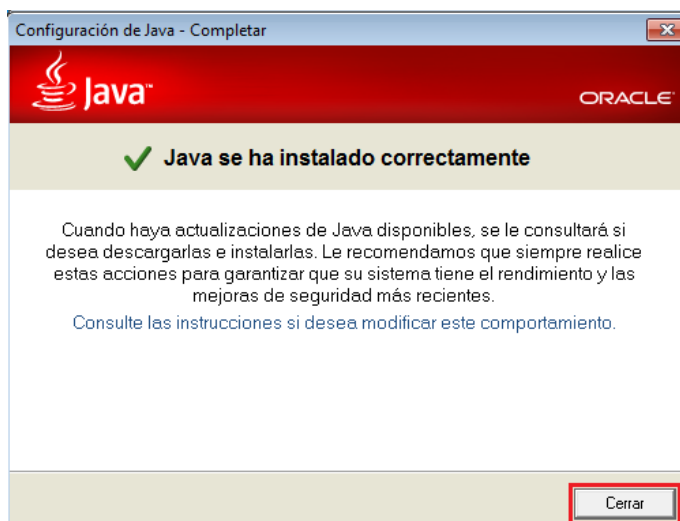 Configuración de Java - Completar
Java™
ORACLE
Java se ha instalado correctamente
Cuando haya actualizaciones de Java disponibles, se le consultará si
desea descargarlas e instalarlas. Le recomendamos que siempre realice
estas acciones para garantizar que su sistema tiene el rendimiento y las
mejoras de seguridad más recientes.
Consulte las instrucciones si desea modificar este comportamiento.
Cerrar